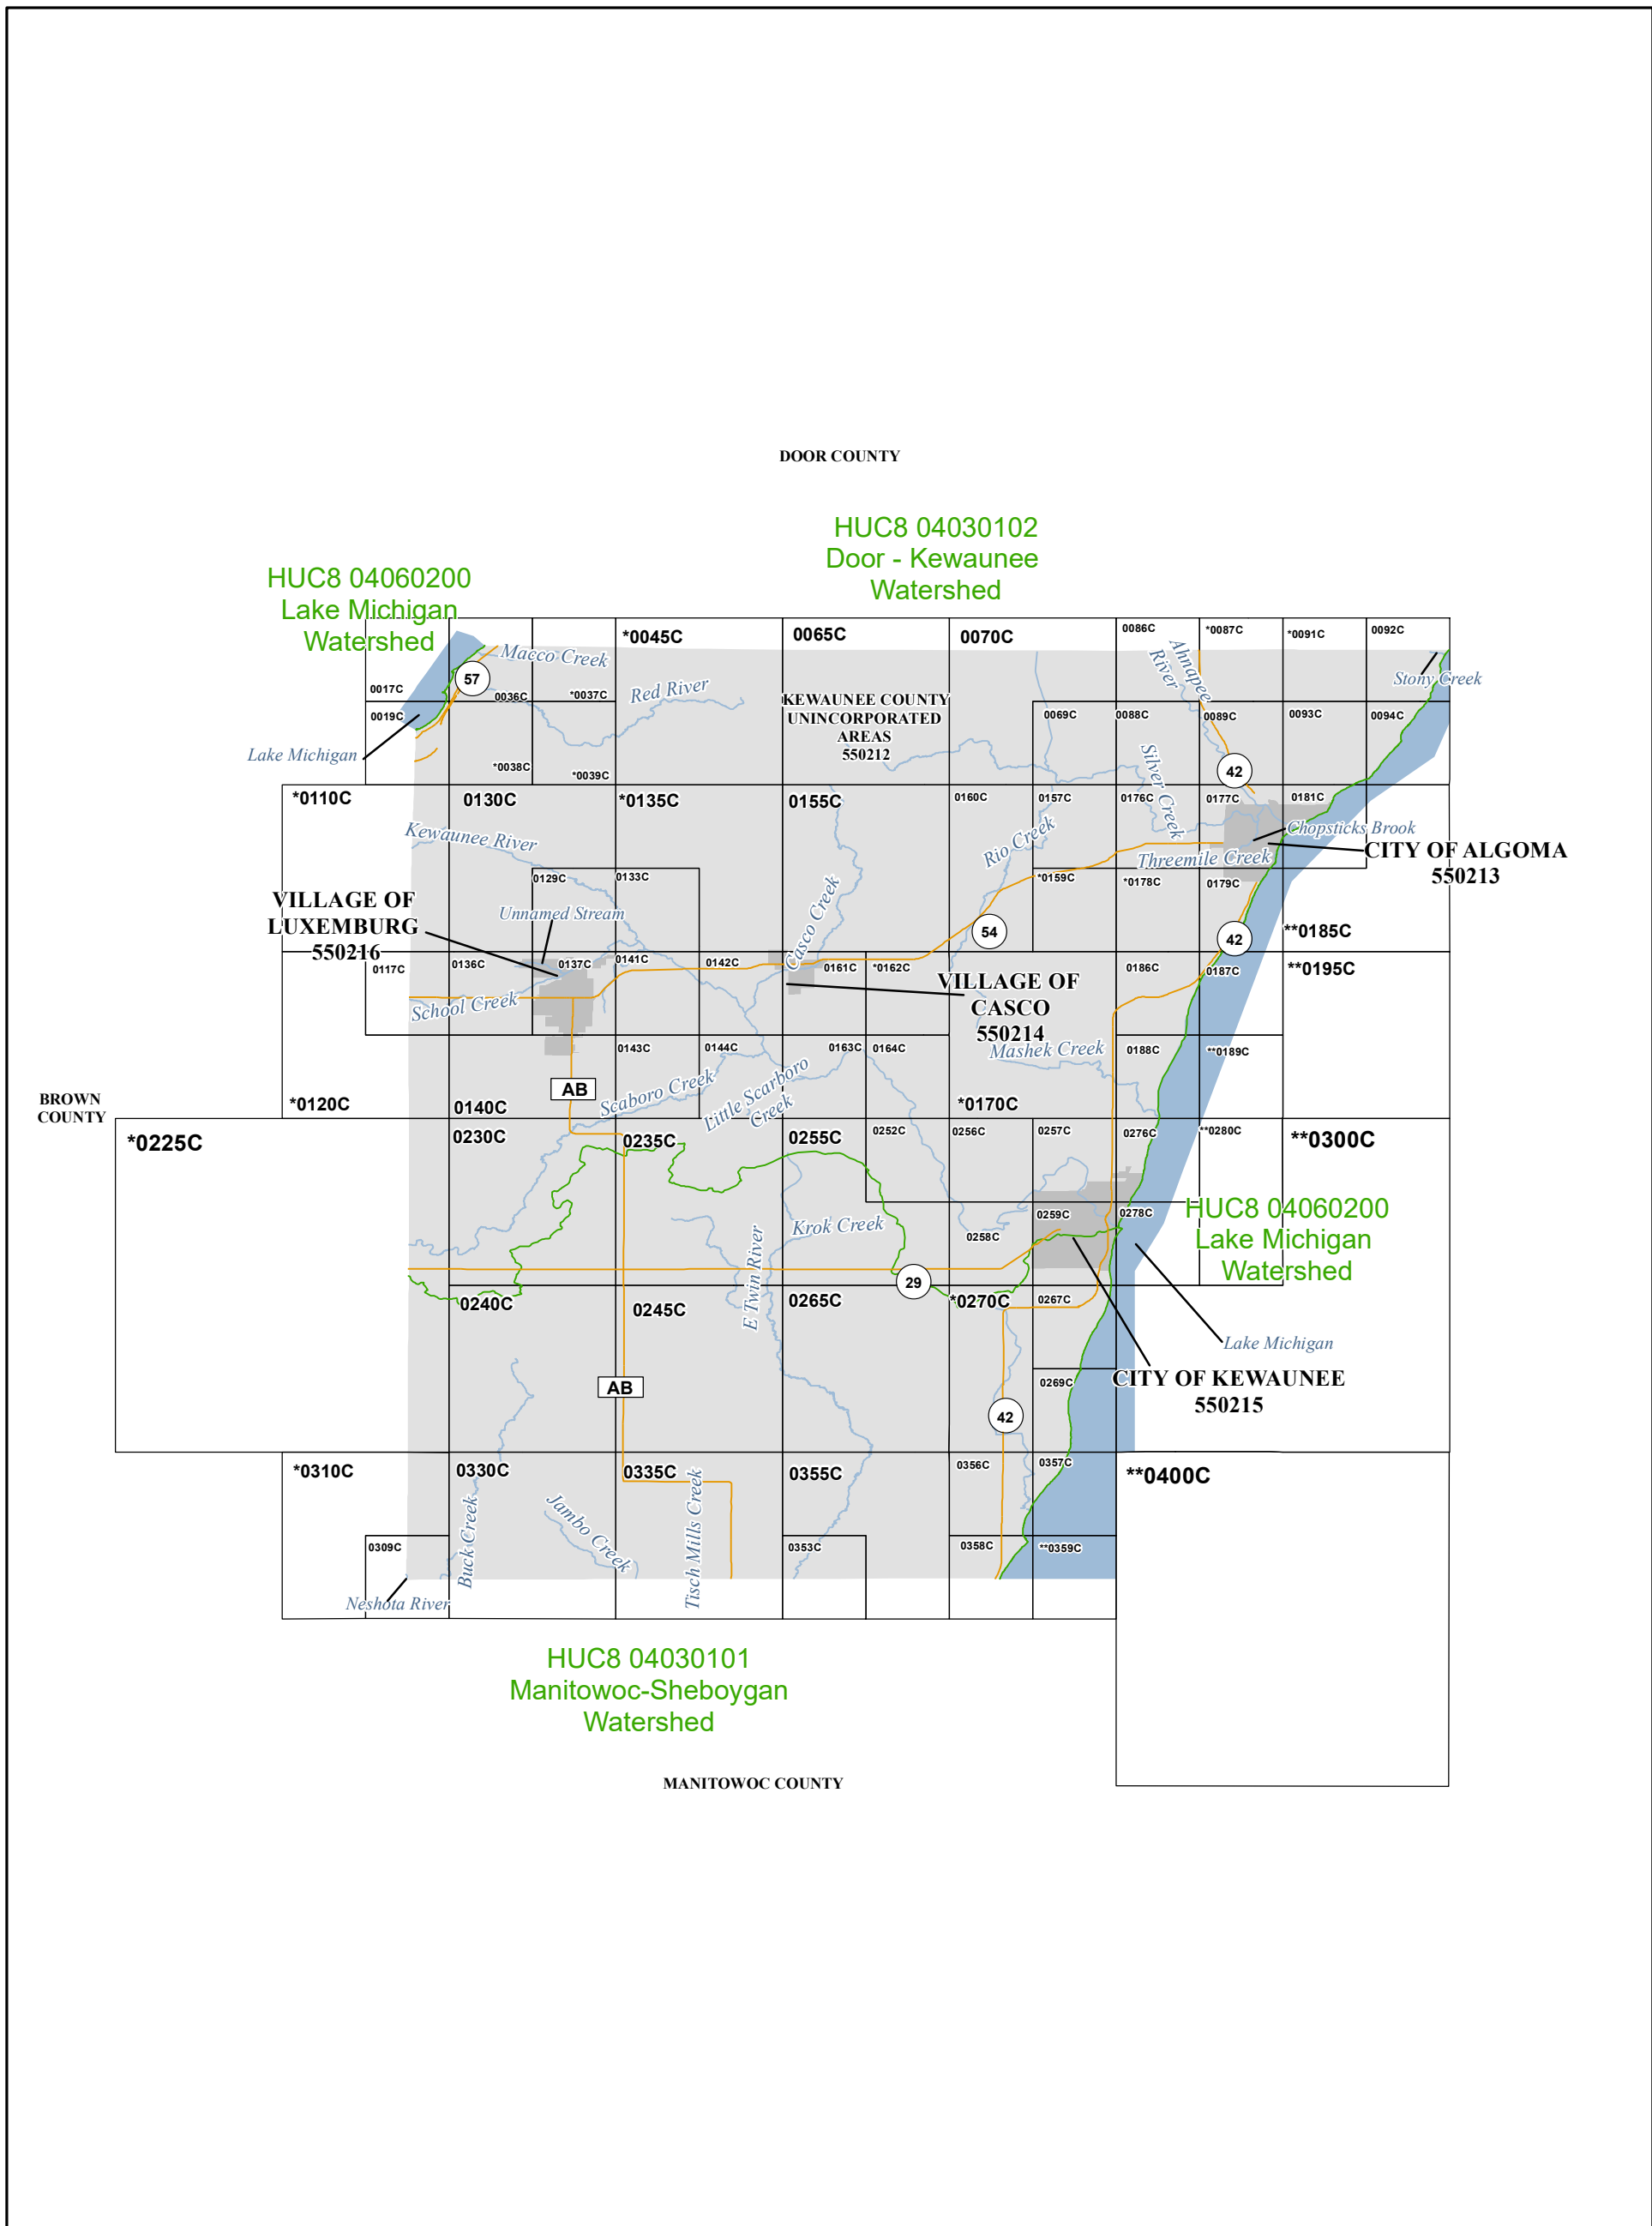 DOOR COUNTY
HUC8 04030102
Door - Kewaunee
Watershed
HUC8 04060200
Lake Michigan
Watershed
*0045C
0065C
0070C
0086C
*0087C
*0091C
0092C
Macco Creek
Ahnapee
River
57
Stony Creek
0017C
0036C
*0037C
Red River
KEWAUNEE COUNTY
UNINCORPORATED
AREAS
550212
0019C
0069C
0088C
0089C
0093C
0094C
Lake Michigan
*0038C
*0039C
Silver Creek
42
*0110C
0130C
*0135C
0155C
0160C
0157C
*0176C
0177C
0181C
Kewaunee River
Rio Creek
Chopsticks Brook
Threemile Creek
CITY OF ALGOMA
550213
0129C
0133C
*0159C
*0178C
0179C
VILLAGE OF
LUXEMBURG
550216
Unnamed Stream
Casco Creek
54
42
**0185C
0117C
0136C
0137C
0141C
0142C
0161C
*0162C
0186C
0187C
**0195C
VILLAGE OF
CASCO
550214
School Creek
0143C
0144C
0163C
0164C
Mashek Creek
0188C
**0189C
AB
Scaboro Creek
Little Scarboro
Creek
BROWN
COUNTY
*0120C
0140C
*0170C
*0225C
0230C
0235C
0255C
0252C
0256C
0257C
0276C
**0280C
**0300C
Krok Creek
0258C
0259C
0278C
HUC8 04060200
Lake Michigan
Watershed
E Twin River
29
0240C
0245C
0265C
*0270C
0267C
Lake Michigan
AB
0269C
CITY OF KEWAUNEE
550215
42
*0310C
0330C
0335C
0355C
0356C
0357C
**0400C
Buck Creek
Jambo Creek
Tisch Mills Creek
0309C
0353C
0358C
**0359C
Neshota River
HUC8 04030101
Manitowoc-Sheboygan
Watershed
MANITOWOC COUNTY